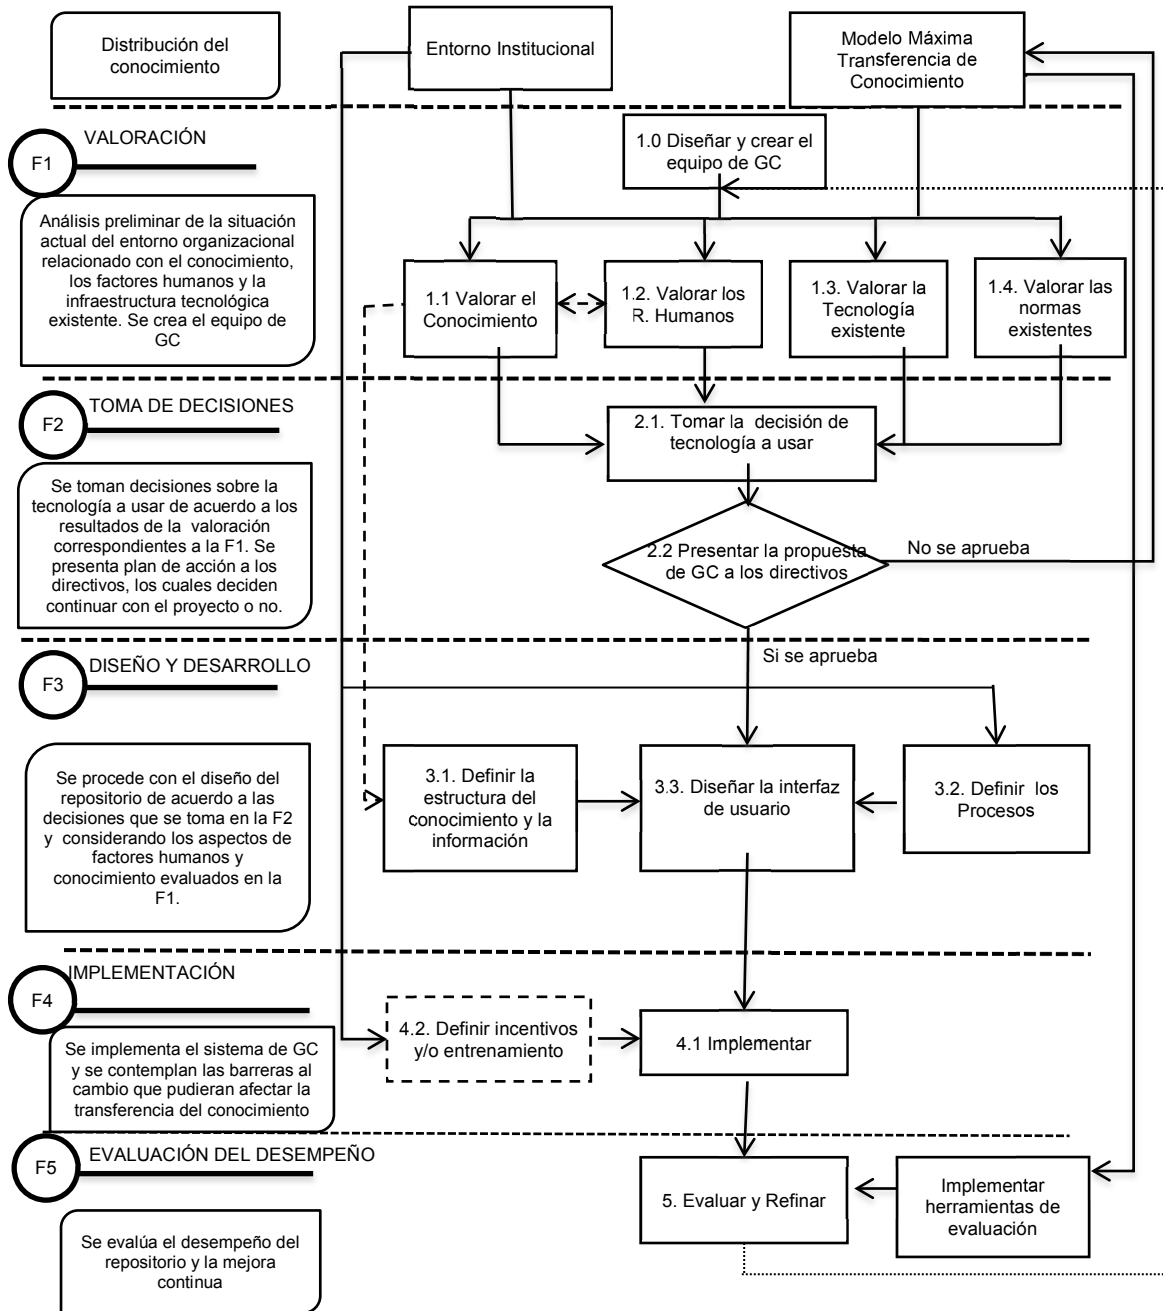 Distribución del
conocimiento
Entorno Institucional
Modelo Máxima
Transferencia de
Conocimiento
F1
VALORACIÓN
1.0 Diseñar y crear el
equipo de GC
Análisis preliminar de la situación
actual del entorno organizacional
relacionado con el conocimiento,
los factores humanos y la
infraestructura tecnológica
existente. Se crea el equipo de
GC
1.1 Valorar el
Conocimiento
1.2. Valorar los
R. Humanos
1.3. Valorar la
Tecnología
existente
1.4. Valorar las
normas
existentes
F2
TOMA DE DECISIONES
2.1. Tomar la decisión de
tecnología a usar
Se toman decisiones sobre la
tecnología a usar de acuerdo a los
resultados de la valoración
correspondientes a la F1. Se
presenta plan de acción a los
directivos, los cuales deciden
continuar con el proyecto o no.
2.2 Presentar la propuesta
de GC a los directivos
No se aprueba
Si se aprueba
F3
DISEÑO Y DESARROLLO
Se procede con el diseño del
repositorio de acuerdo a las
decisiones que se toma en la F2
y considerando los aspectos de
factores humanos y
conocimiento evaluados en la
F1.
3.1. Definir la
estructura del
conocimiento y la
información
3.3. Diseñar la interfaz
de usuario
3.2. Definir los
Procesos
F4
IMPLEMENTACIÓN
Se implementa el sistema de GC
y se contemplan las barreras al
cambio que pudieran afectar la
transferencia del conocimiento
4.2. Definir incentivos
y/o entrenamiento
4.1 Implementar
F5
EVALUACIÓN DEL DESEMPEÑO
Se evalúa el desempeño del
repositorio y la mejora
continua
5. Evaluar y Refinar
Implementar
herramientas de
evaluación